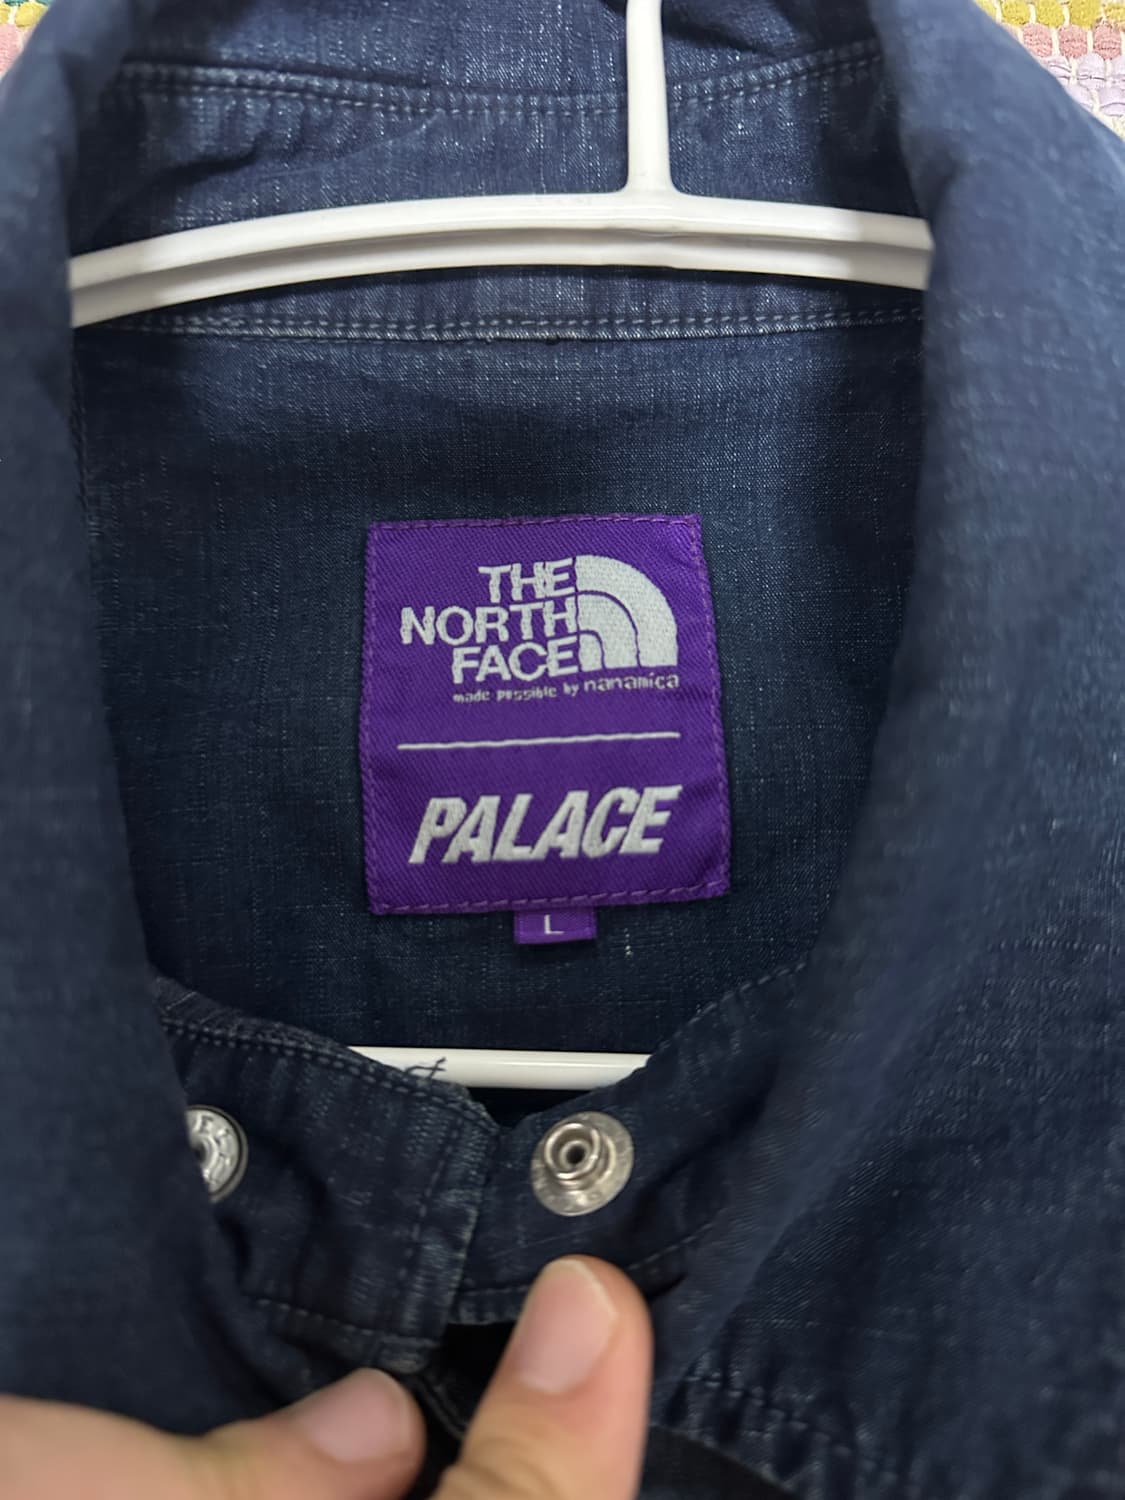 THE
NORTH
FACE
made possible by nanamica
PALACE
L